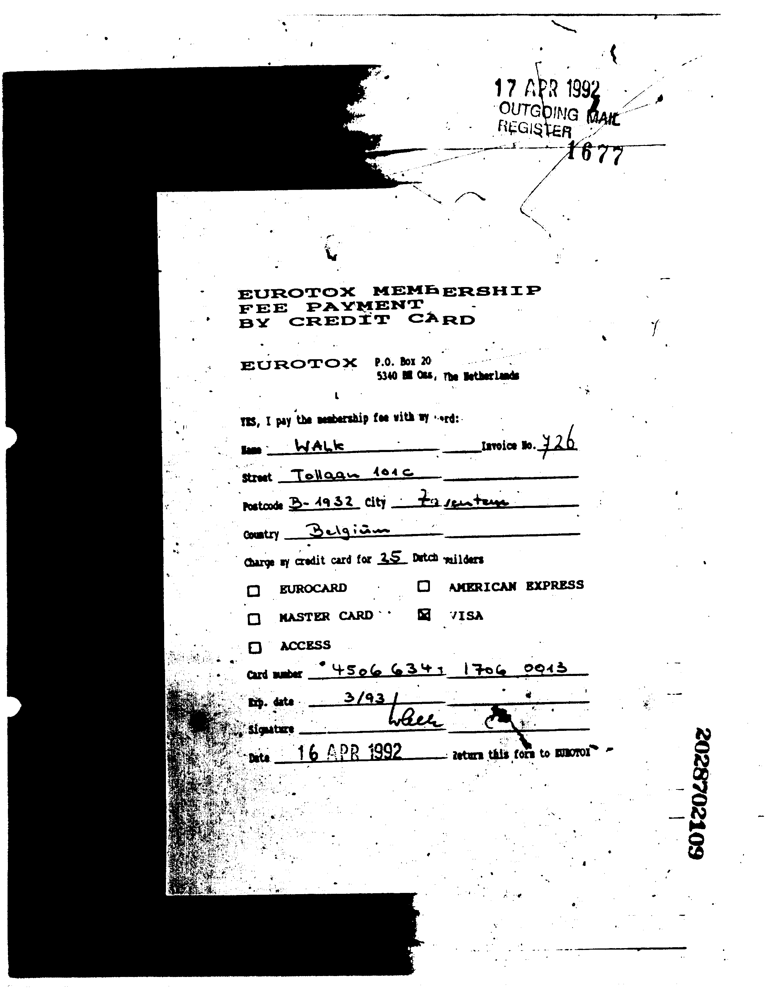 17 APR 1992
OUTGOING MAIL
REGISTER
1677
EUROTOX MEMBERSHIP
FEE PAYMENT
BY CREDIT CARD
EUROTOX P.O. Box 20
5340 BH Oss, The Netherlands
YES, I pay the membership fee with my card:
Name WALK Invoice No. 726
Street Tollaan 101c
Postcode B-1932 City
Country Belgium
Charge my credit card for 25 Dutch guilders
EUROCARD AMERICAN EXPRESS
MASTER CARD VISA
ACCESS
Card number 4506 1706 0013
Exp. date 3/93
Signature Walk
Date 16 APR 1992 Return this form to EUROTOX
2028702109